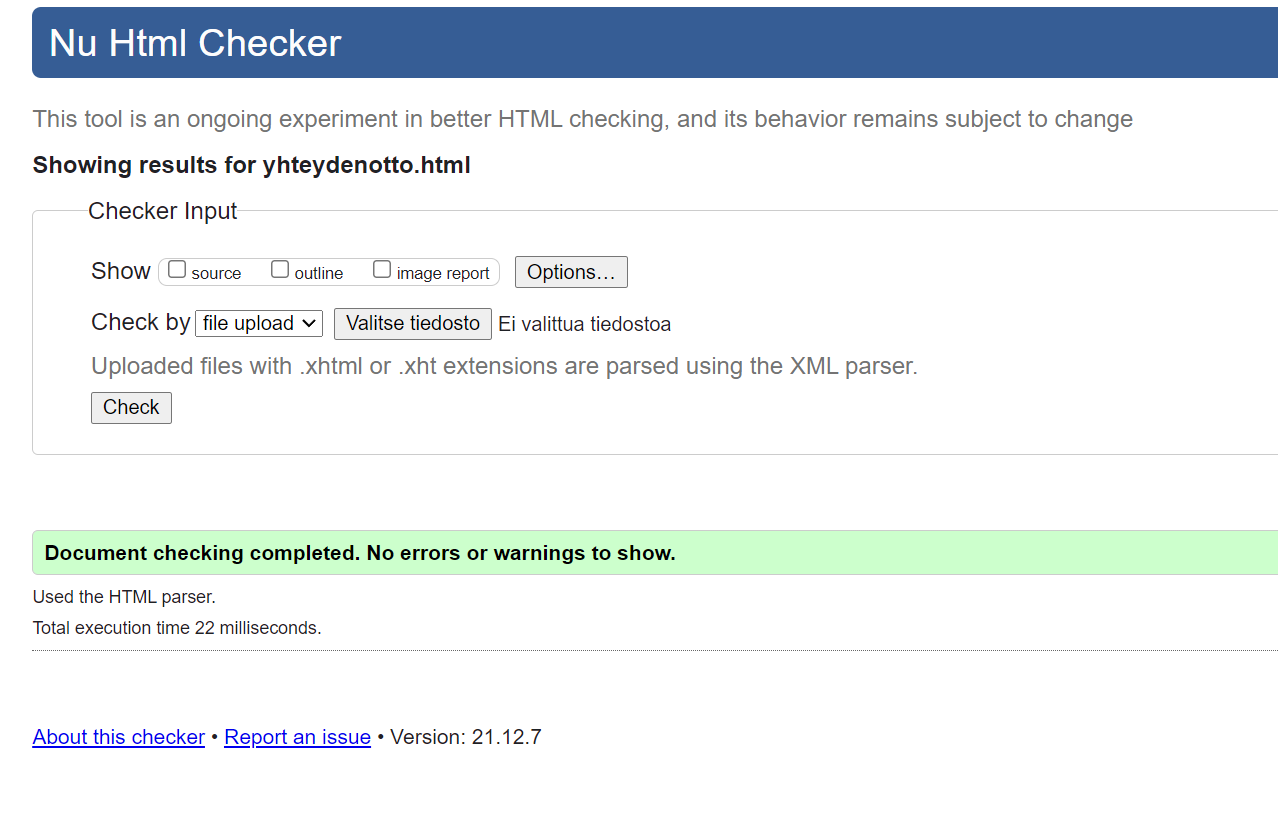 Nu Html Checker
This tool is an ongoing experiment in better HTML checking, and its behavior remains subject to change
Showing results for yhteydenotto.html
Checker Input
Show source outline image report Options...
Check by file upload Valitse tiedosto Ei valittua tiedostoa
Uploaded files with .xhtml or .xht extensions are parsed using the XML parser.
Check
Document checking completed. No errors or warnings to show.
Used the HTML parser.
Total execution time 22 milliseconds.
About this checker • Report an issue • Version: 21.12.7